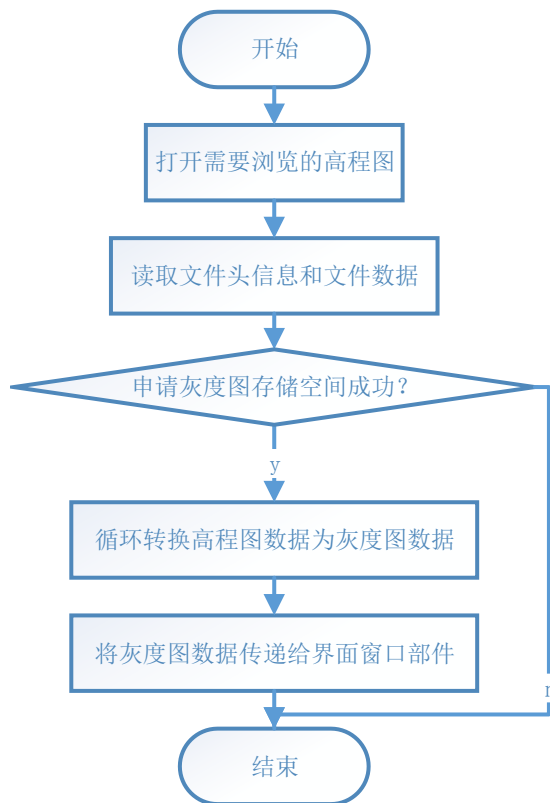 开始
打开需要浏览的高程图
读取文件头信息和文件数据
申请灰度图存储空间成功?
y
循环转换高程图数据为灰度图数据
将灰度图数据传递给界面窗口部件
结束